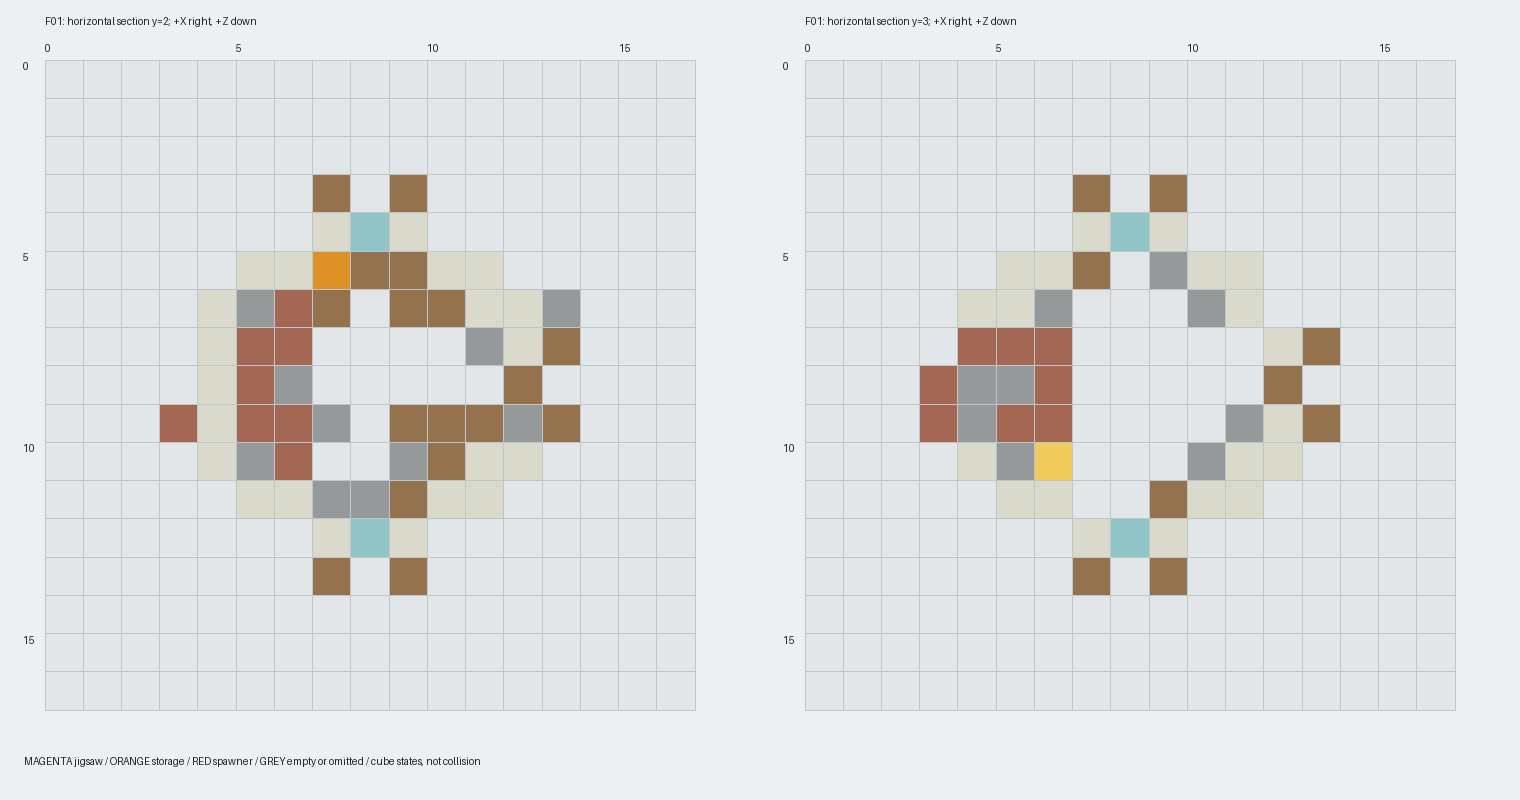 F01: horizontal section y=2; +X right, +Z down
F01: horizontal section y=3; +X right, +Z down
0 5 10 15
0 5 10 15
0 0
5 5
10 10
15 15
MAGENTA jigsaw / ORANGE storage / RED spawner / GREY empty or omitted / cube states, not collision